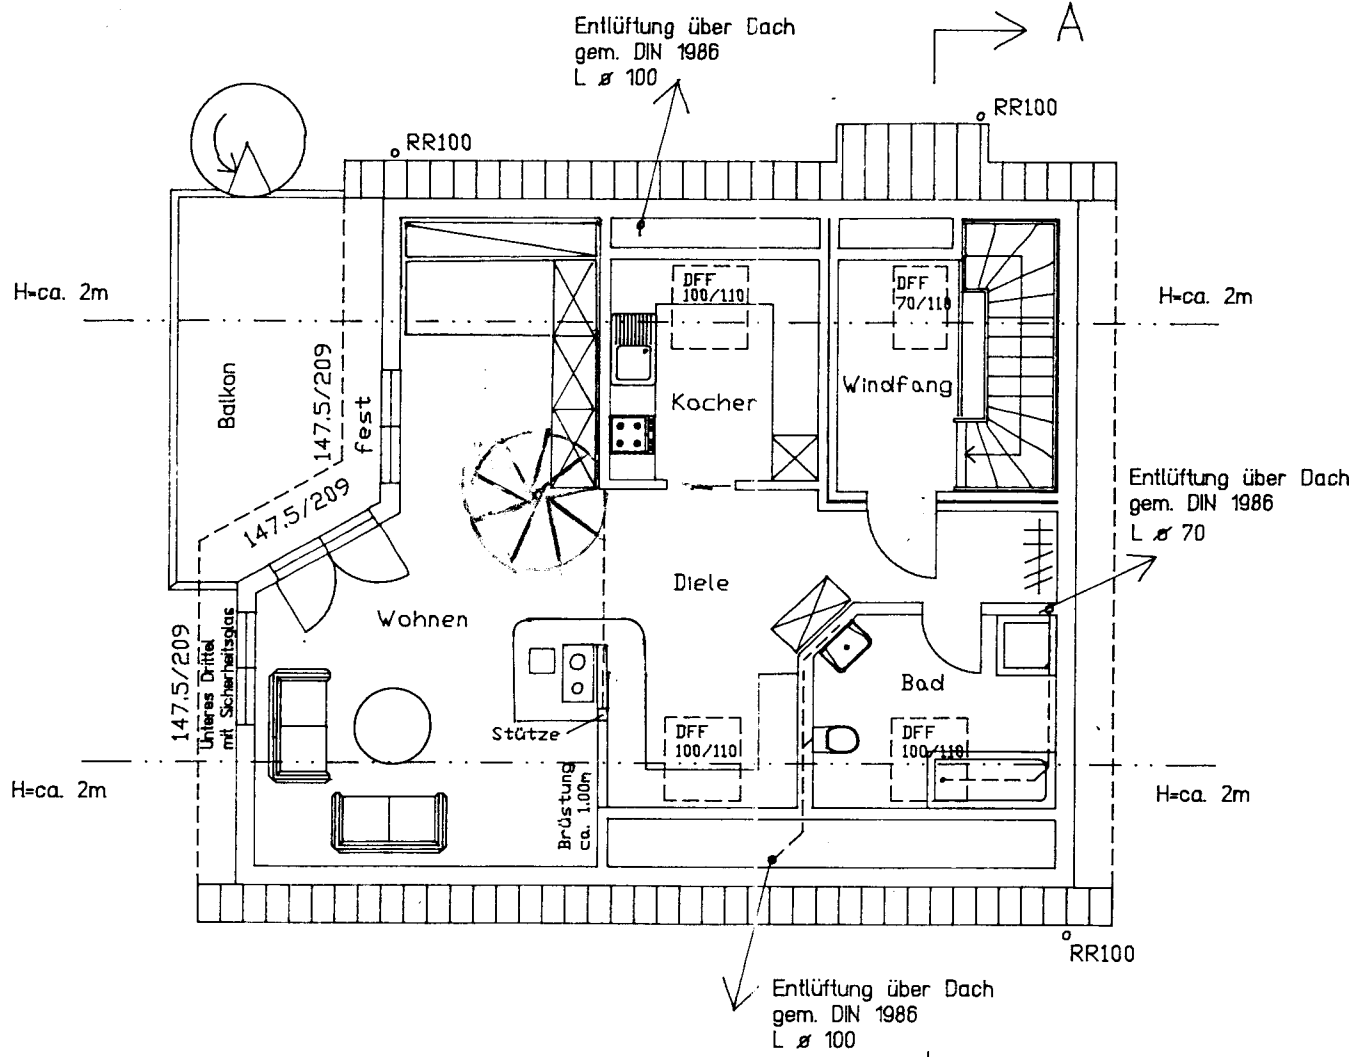 Entlüftung über Dach
gem. DIN 1986
L ø 100
A
RR100
RR100
H=ca. 2m
H=ca. 2m
DFF
100/110
DFF
70/110
Balkon
147.5/209
fest
Kocher
Windfang
147.5/209
Entlüftung über Dach
gem. DIN 1986
L ø 70
Diele
Wohnen
147.5/209
Unteres Drittel
mit Sicherheitsglas
Bad
Stütze
DFF
100/110
DFF
100/110
H=ca. 2m
H=ca. 2m
Brüstung
ca. 1.00m
RR100
Entlüftung über Dach
gem. DIN 1986
L ø 100